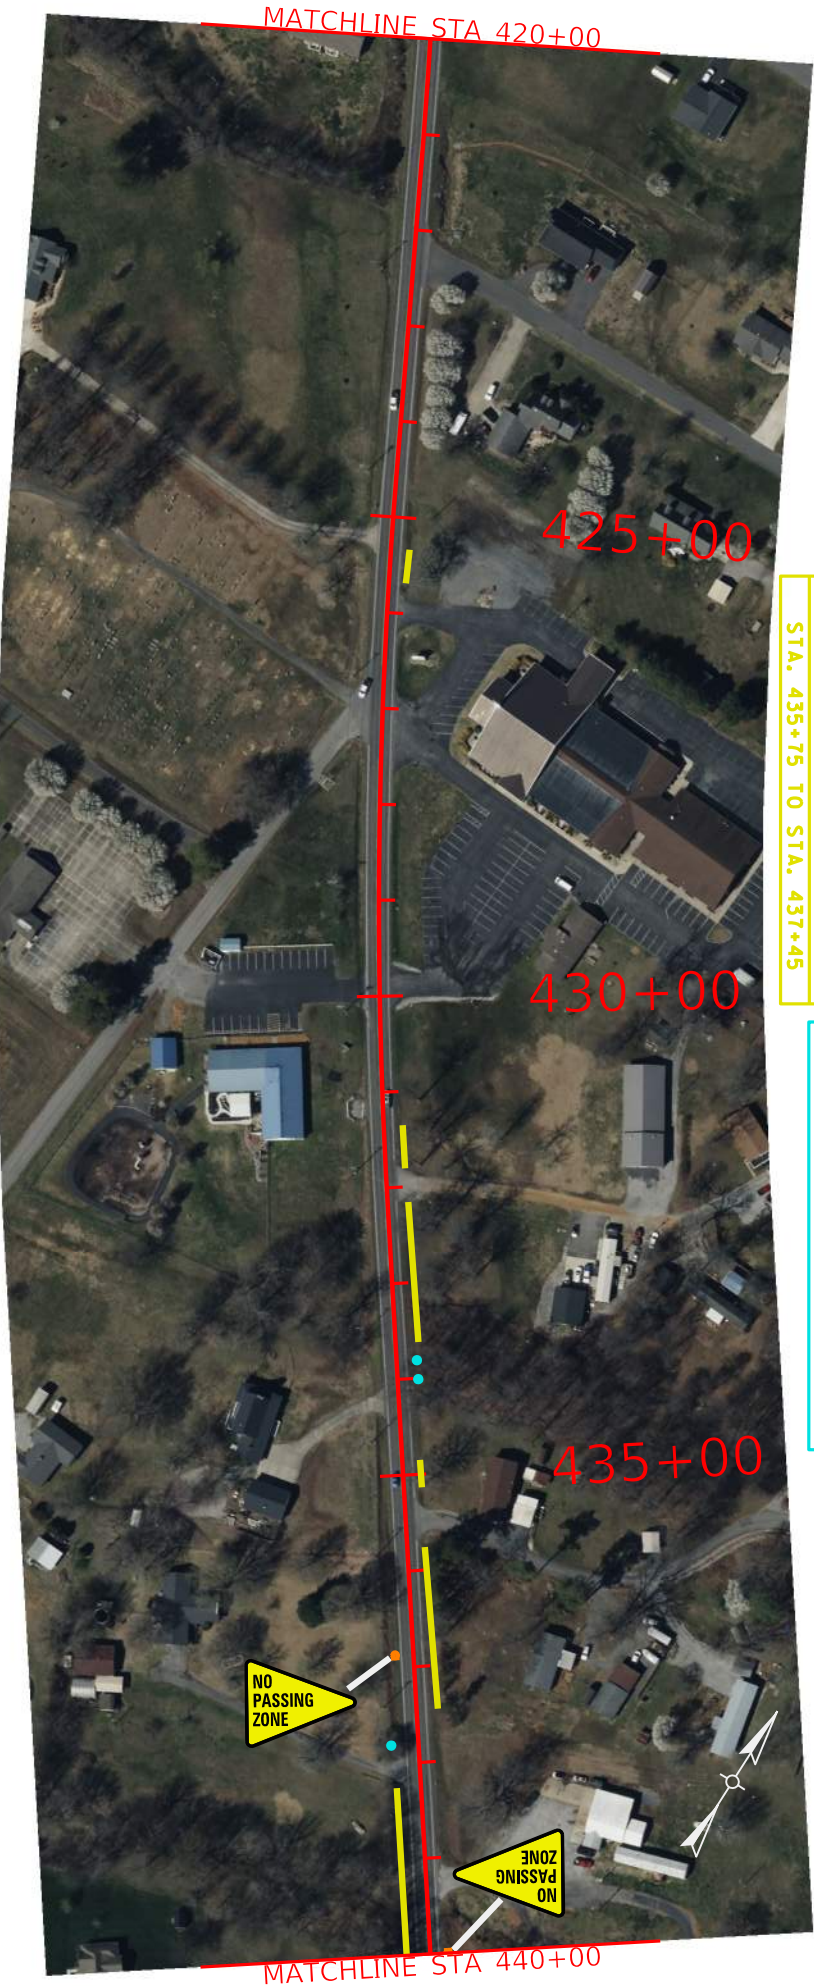 MATCHLINE STA 420+00
425+00
STA. 435+75 TO STA. 437+45
430+00
435+00
NO
PASSING
ZONE
NO
PASSING
ZONE
MATCHLINE STA 440+00